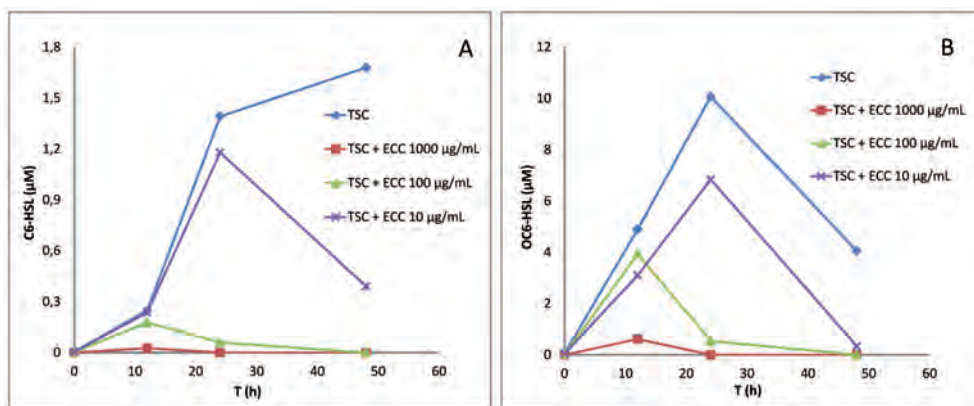 A
C6-HSL (µM)
1,8
1,5
1,2
0,9
0,6
0,3
0
0 10 20 30 40 50 60
T (h)
TSC
TSC + ECC 1000 µg/mL
TSC + ECC 100 µg/mL
TSC + ECC 10 µg/mL
B
OC6-HSL (µM)
12
10
8
6
4
2
0
0 10 20 30 40 50 60
T (h)
TSC
TSC + ECC 1000 µg/mL
TSC + ECC 100 µg/mL
TSC + ECC 10 µg/mL